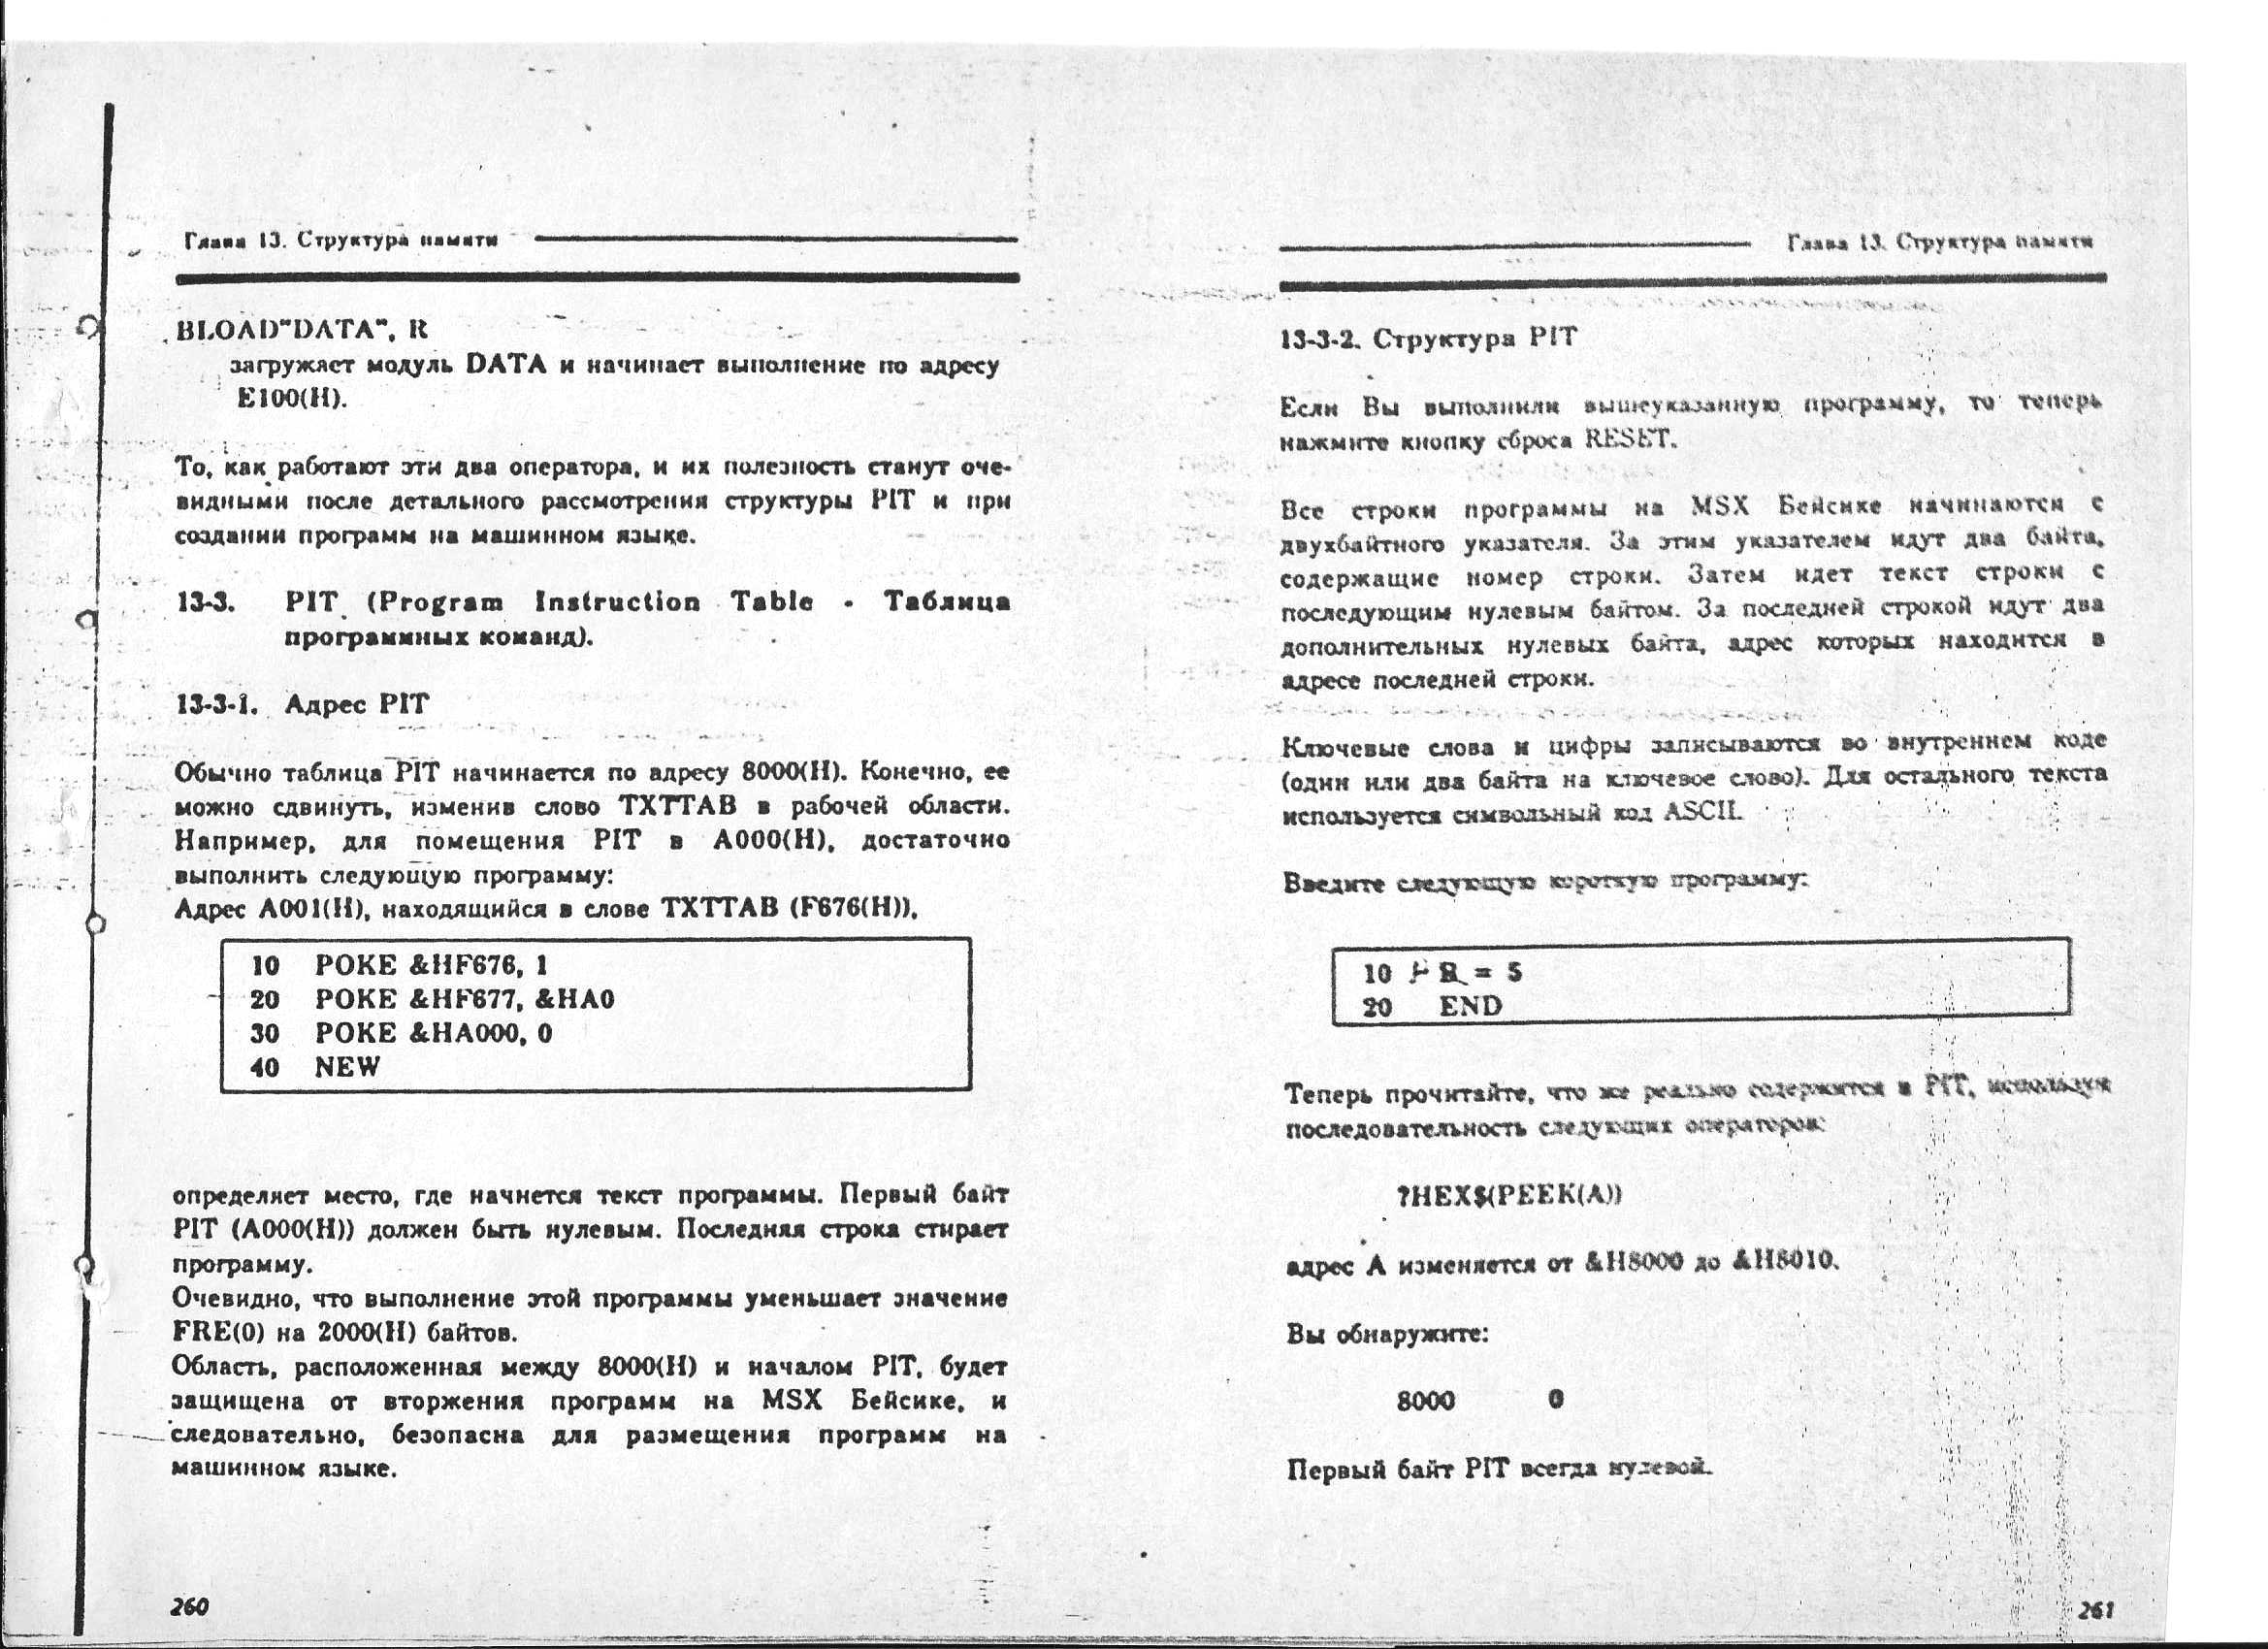 Глава 13. Структура памяти
BLOAD"DATA", R
загружает модуль DATA и начинает выполнение по адресу
E100(H).
То, как работают эти два оператора, и их полезность станут оче-
видными после детального рассмотрения структуры PIT и при
создании программ на машинном языке.
13-3. PIT (Program Instruction Table - Таблица
программных команд).
13-3-1. Адрес PIT
Обычно таблица PIT начинается по адресу 8000(H). Конечно, ее
можно сдвинуть, изменив слово TXTTAB в рабочей области.
Например, для помещения PIT в A000(H), достаточно
выполнить следующую программу:
Адрес A001(H), находящийся в слове TXTTAB (F676(H)),
10 POKE &HF676, 1
20 POKE &HF677, &HA0
30 POKE &HA000, 0
40 NEW
определяет место, где начнется текст программы. Первый байт
PIT (A000(H)) должен быть нулевым. Последняя строка стирает
программу.
Очевидно, что выполнение этой программы уменьшает значение
FRE(0) на 2000(H) байтов.
Область, расположенная между 8000(H) и началом PIT, будет
защищена от вторжения программ на MSX Бейсике, и
следовательно, безопасна для размещения программ на
машинном языке.
260
Глава 13. Структура памяти
13-3-2. Структура PIT
Если Вы выполнили вышеуказанную программу, то теперь
нажмите кнопку сброса RESET.
Все строки программы на MSX Бейсике начинаются с
двухбайтного указателя. За этим указателем идут два байта,
содержащие номер строки. Затем идет текст строки с
последующим нулевым байтом. За последней строкой идут два
дополнительных нулевых байта, адрес которых находится в
адресе последней строки.
Ключевые слова и цифры записываются во внутреннем коде
(один или два байта на ключевое слово). Для остального текста
используется символьный код ASCII.
Введите следующую короткую программу:
10 = 5
20 END
Теперь прочитайте, что же реально содержится в PIT, используя
последовательность следующих операторов:
?HEX$(PEEK(A))
адрес A изменяется от &H8000 до &H8010.
Вы обнаружите:
8000 0
Первый байт PIT всегда нулевой.
261